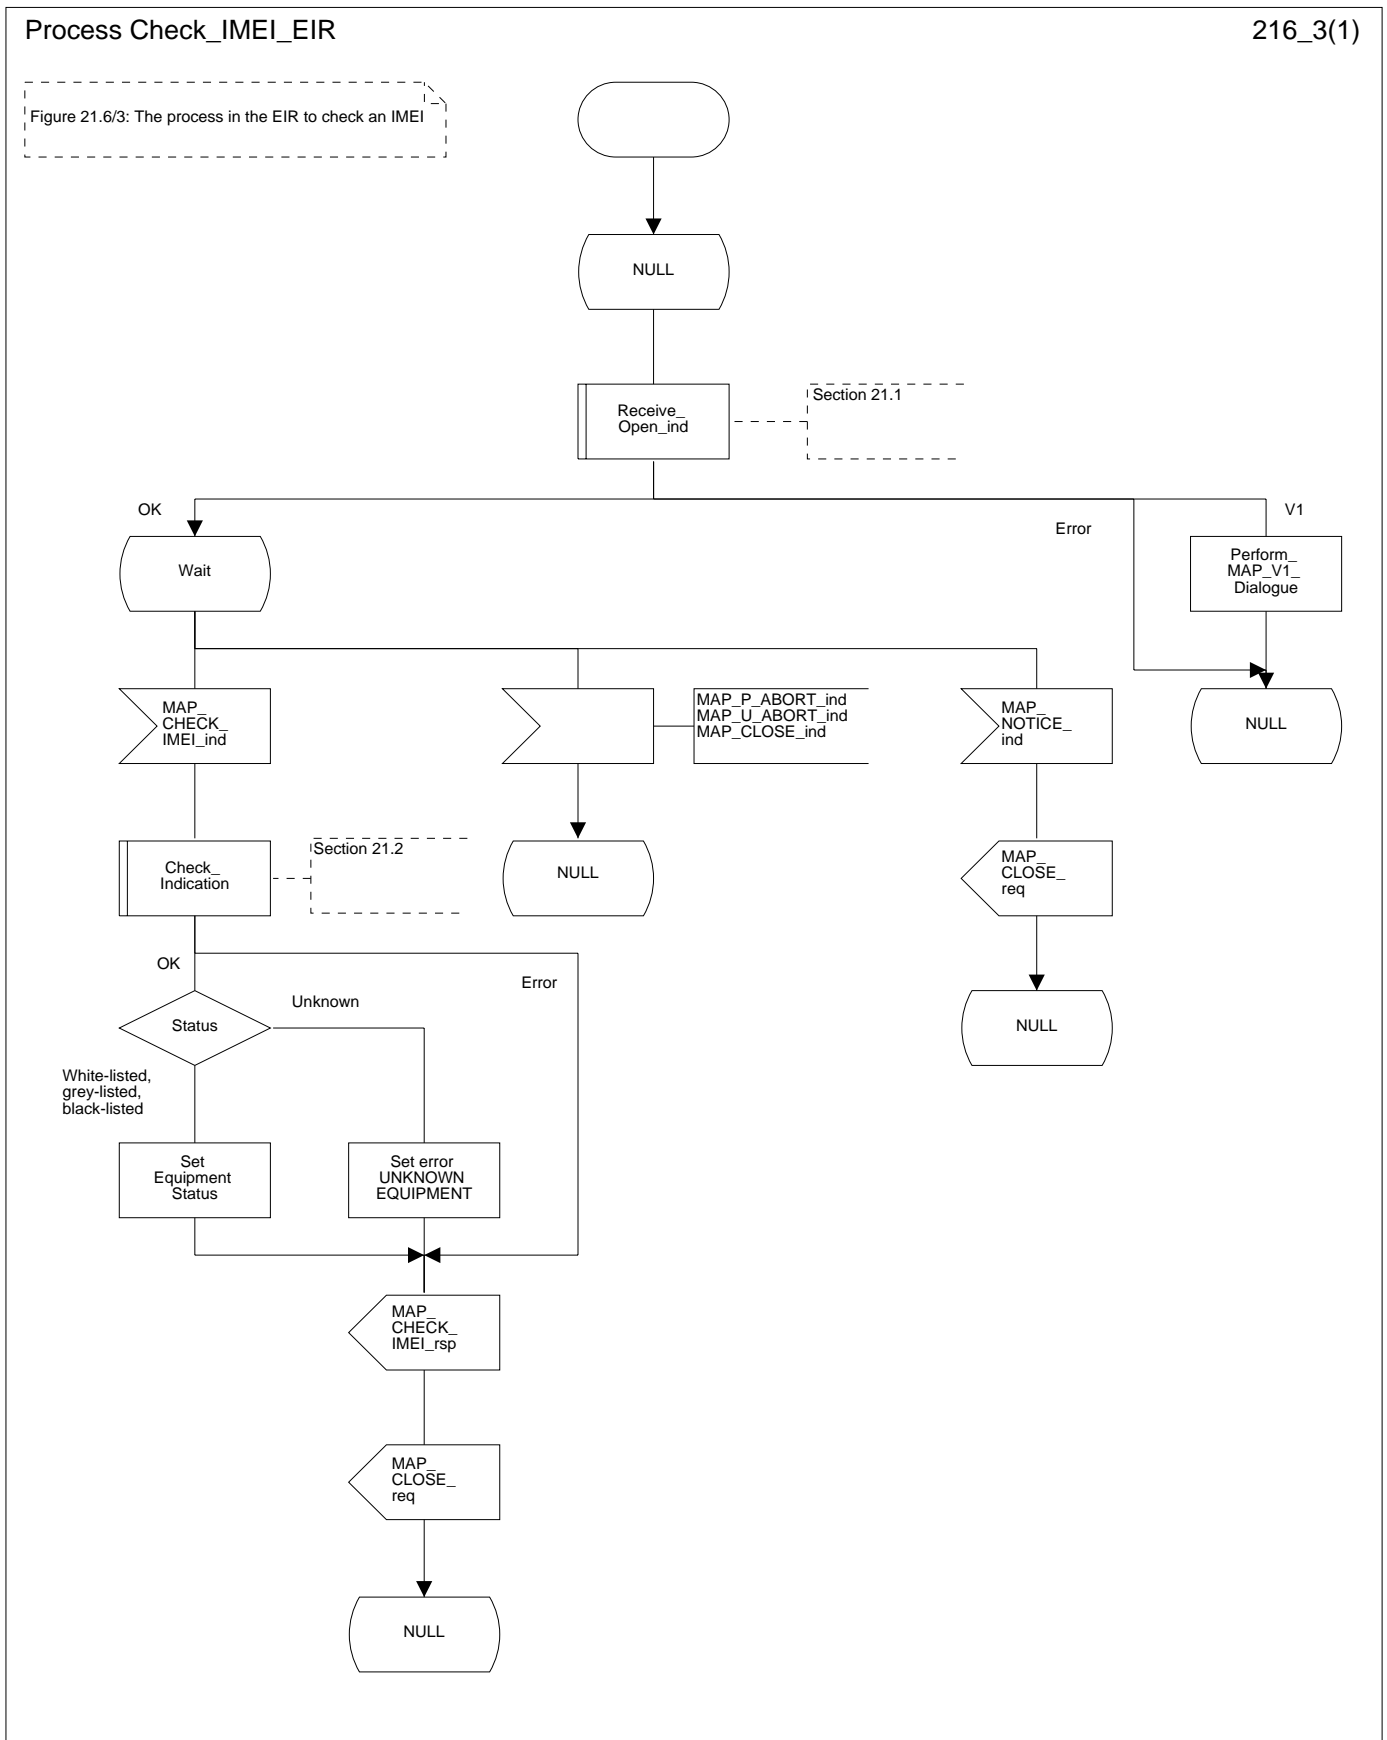 Process Check_IMEI_EIR
216_3(1)
Figure 21.6/3: The process in the EIR to check an IMEI
NULL
Receive_
Open_ind
Section 21.1
OK
Error
V1
Wait
Perform_
MAP_V1_
Dialogue
MAP_
CHECK_
IMEI_ind
MAP_P_ABORT_ind
MAP_U_ABORT_ind
MAP_CLOSE_ind
MAP_
NOTICE_
ind
NULL
Check_
Indication
Section 21.2
NULL
MAP_
CLOSE_
req
OK
Error
Status
Unknown
NULL
White-listed,
grey-listed,
black-listed
Set
Equipment
Status
Set error
UNKNOWN
EQUIPMENT
MAP_
CHECK_
IMEI_rsp
MAP_
CLOSE_
req
NULL